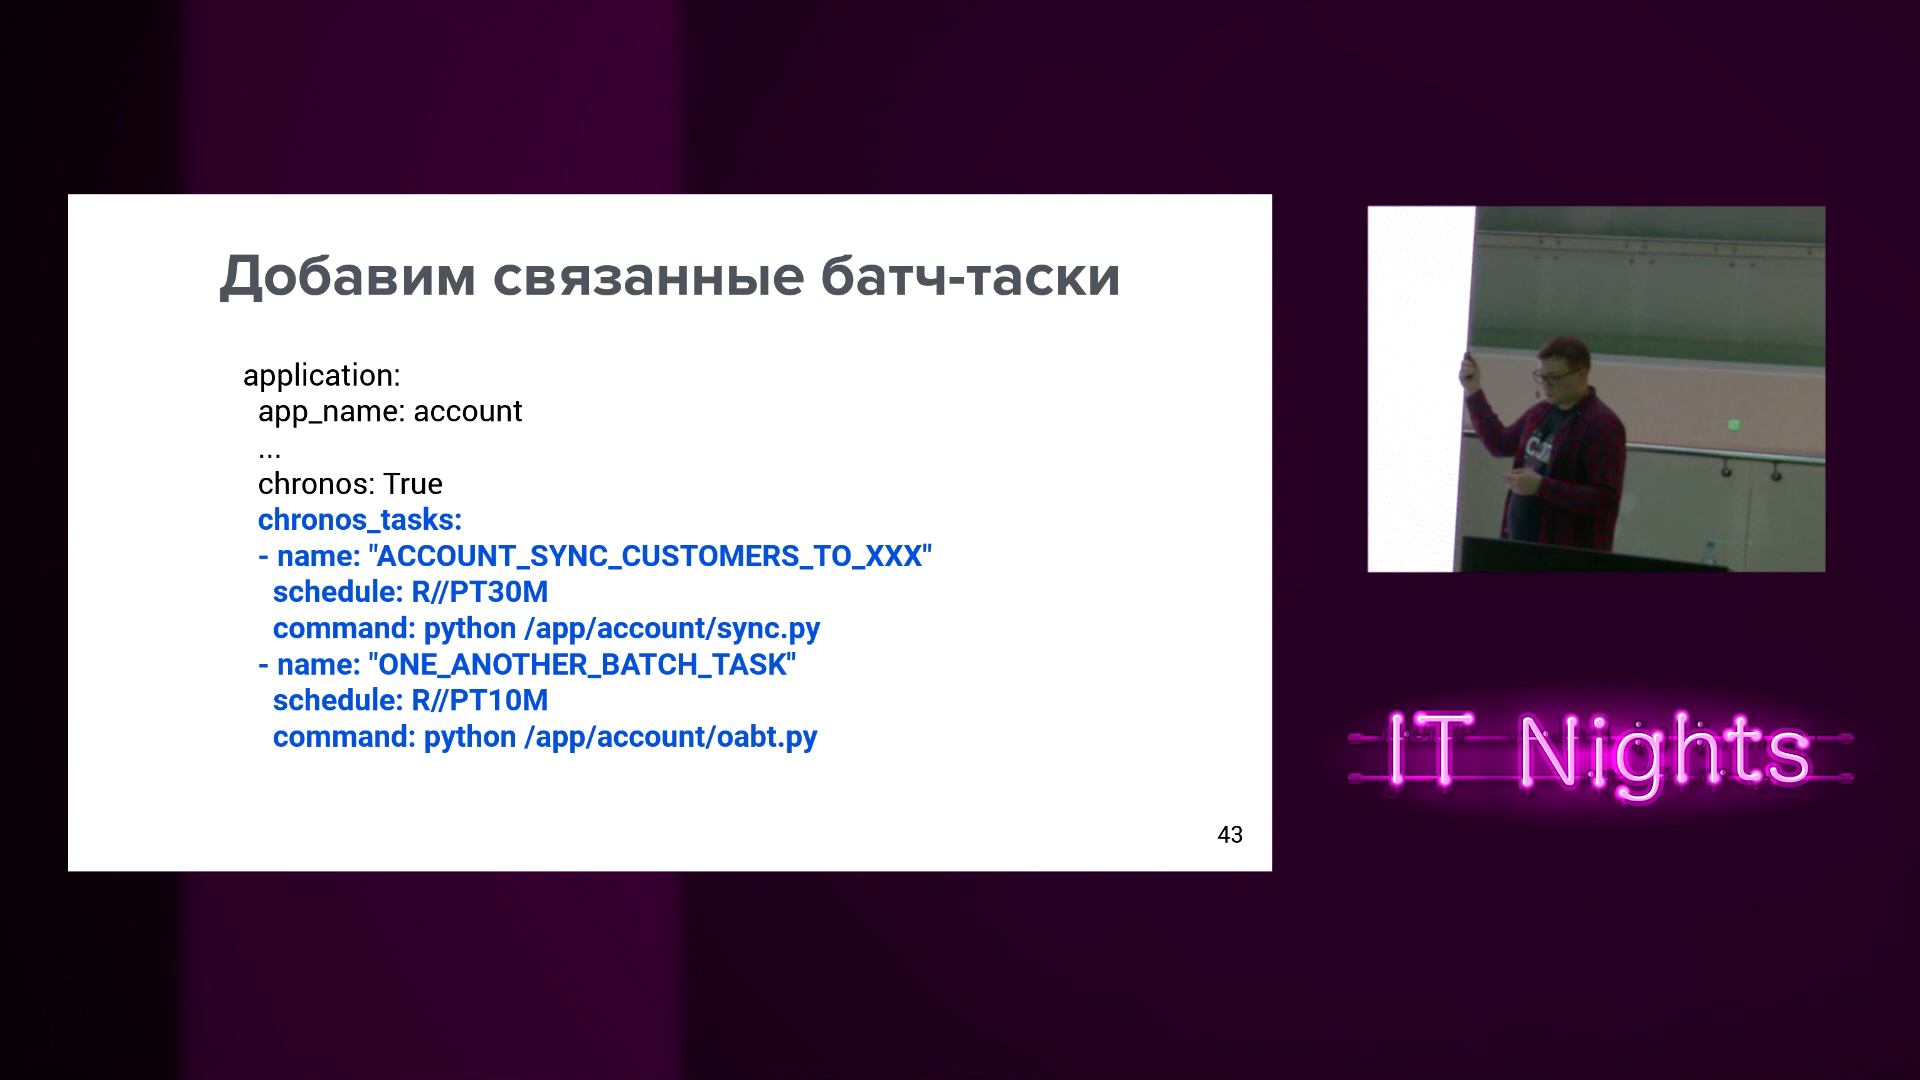 Добавим связанные батч-таски
application:
app_name: account
...
chronos: True
chronos_tasks:
- name: "ACCOUNT_SYNC_CUSTOMERS_TO_XXX"
schedule: R//PT30M
command: python /app/account/sync.py
- name: "ONE_ANOTHER_BATCH_TASK"
schedule: R//PT10M
command: python /app/account/oabt.py
43
IT Nights